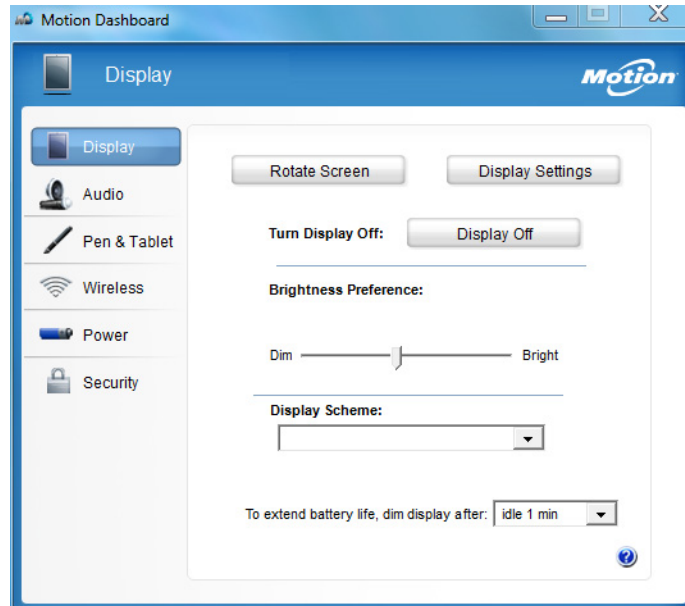 Motion Dashboard
Display
Motion
Display
Audio
Pen & Tablet
Wireless
Power
Security
Rotate Screen
Display Settings
Turn Display Off:
Display Off
Brightness Preference:
Dim
Bright
Display Scheme:
To extend battery life, dim display after:
idle 1 min
?